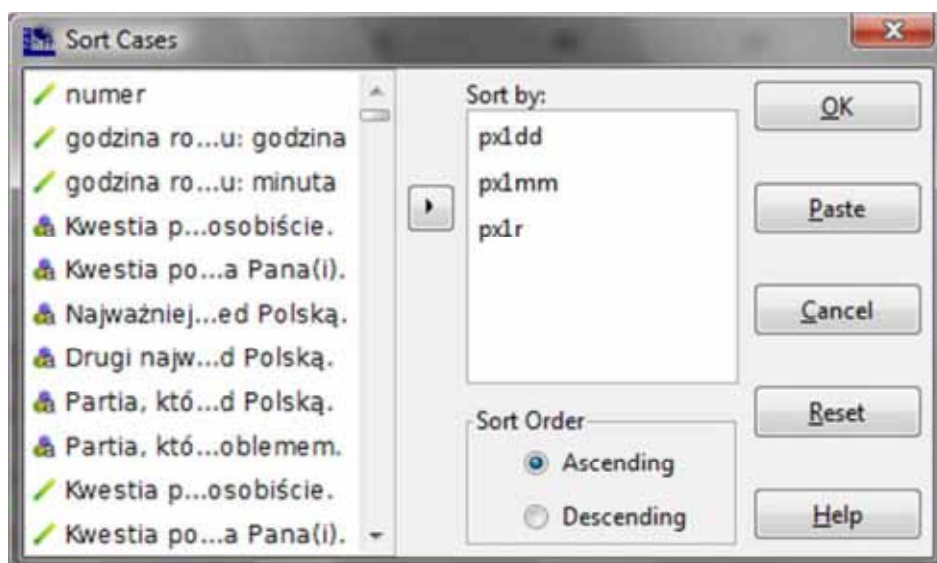 Sort Cases
numer
godzina ro...u: godzina
godzina ro...u: minuta
Kwestia p...osobiście.
Kwestia po...a Pana(i).
Najważniej...ed Polską.
Drugi najw...d Polską.
Partia, któ...d Polską.
Partia, któ...oblemem.
Kwestia p...osobiście.
Kwestia po...a Pana(i).
Sort by:
px1dd
px1mm
px1r
Sort Order
Ascending
Descending
OK
Paste
Cancel
Reset
Help